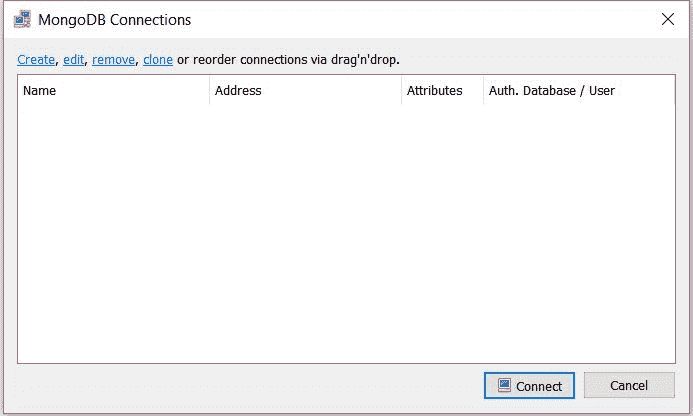 MongoDB Connections
Create, edit, remove, clone or reorder connections via drag'n'drop.
Name Address Attributes Auth. Database / User
Connect Cancel